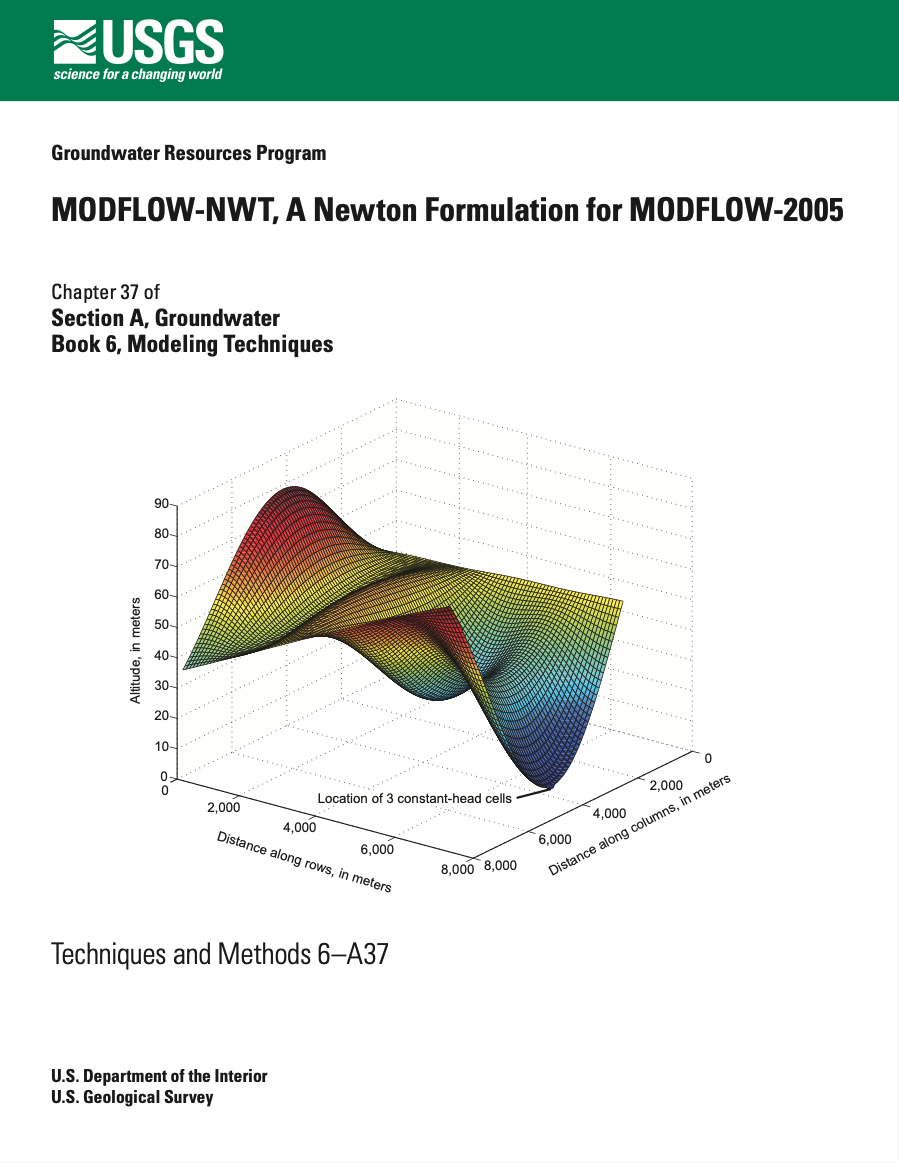 USGS
science for a changing world
Groundwater Resources Program
MODFLOW-NWT, A Newton Formulation for MODFLOW-2005
Chapter 37 of
Section A, Groundwater
Book 6, Modeling Techniques
90
80
70
60
50
40
30
20
10
0
Altitude, in meters
0
2,000
4,000
6,000
8,000
Distance along rows, in meters
Location of 3 constant-head cells
0
2,000
4,000
6,000
8,000
Distance along columns, in meters
Techniques and Methods 6–A37
U.S. Department of the Interior
U.S. Geological Survey